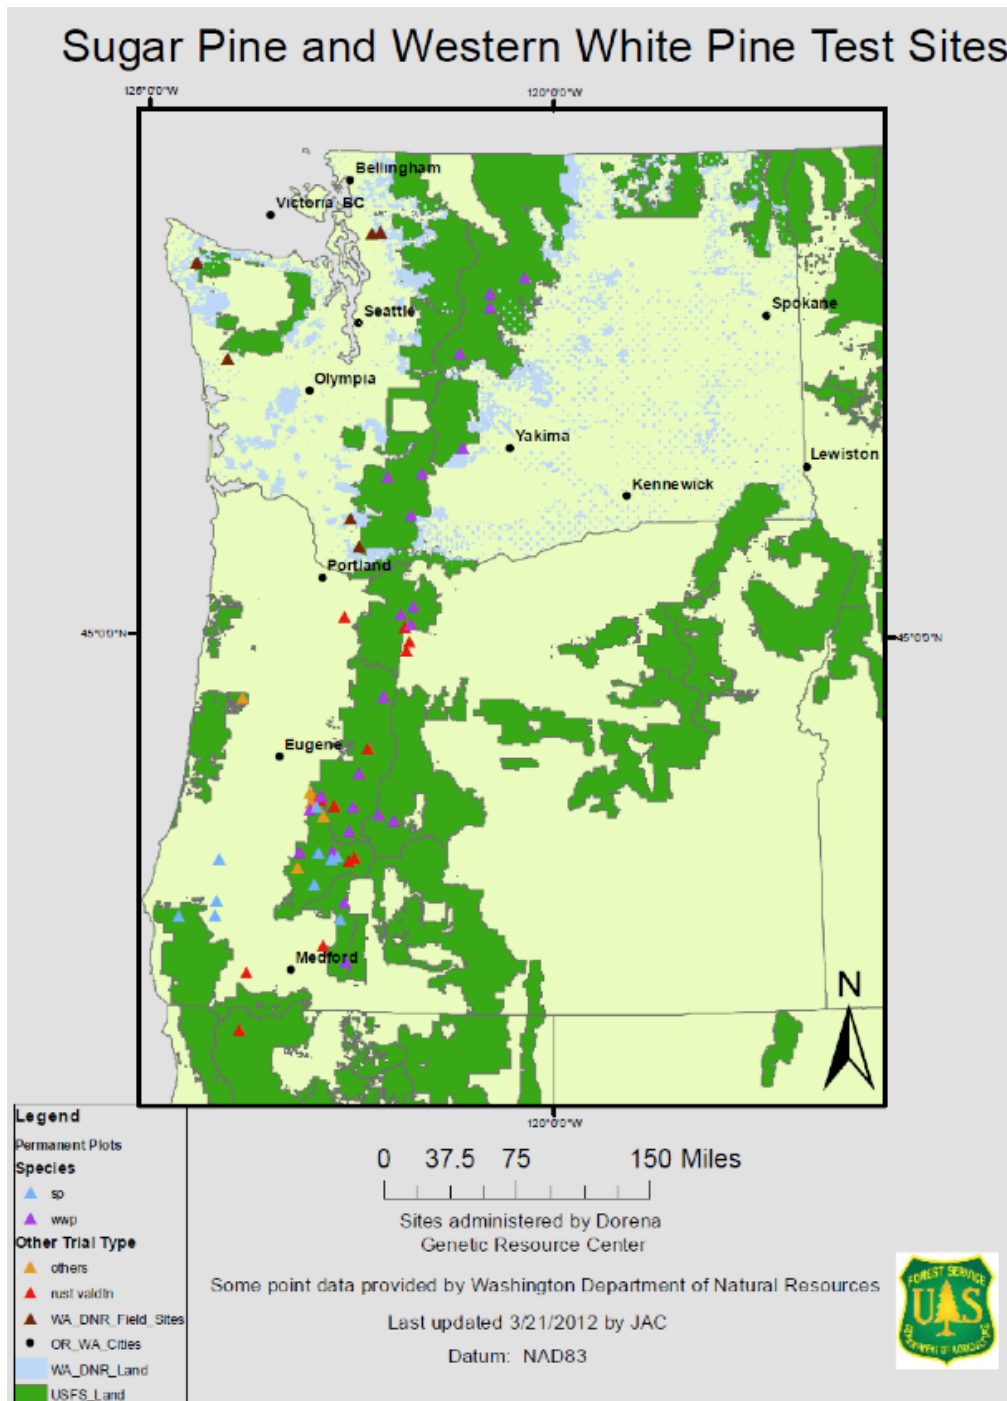 Sugar Pine and Western White Pine Test Sites
120°0'0"W
Bellingham
Victoria BC
Seattle
Spokane
Olympia
Yakima
Lewiston
Kennewick
Portland
45°0'0"N
45°0'0"N
Eugene
Medford
N
120°0'0"W
Legend
Permanent Plots
Species
sp
wwp
Other Trial Type
others
rust valdtn
WA_DNR_Field_Sites
OR_WA_Cities
WA_DNR_Land
USFS_Land
0 37.5 75 150 Miles
Sites administered by Dorena
Genetic Resource Center
Some point data provided by Washington Department of Natural Resources
Last updated 3/21/2012 by JAC
Datum: NAD83
FOREST SERVICE
U S
DEPARTMENT OF AGRICULTURE